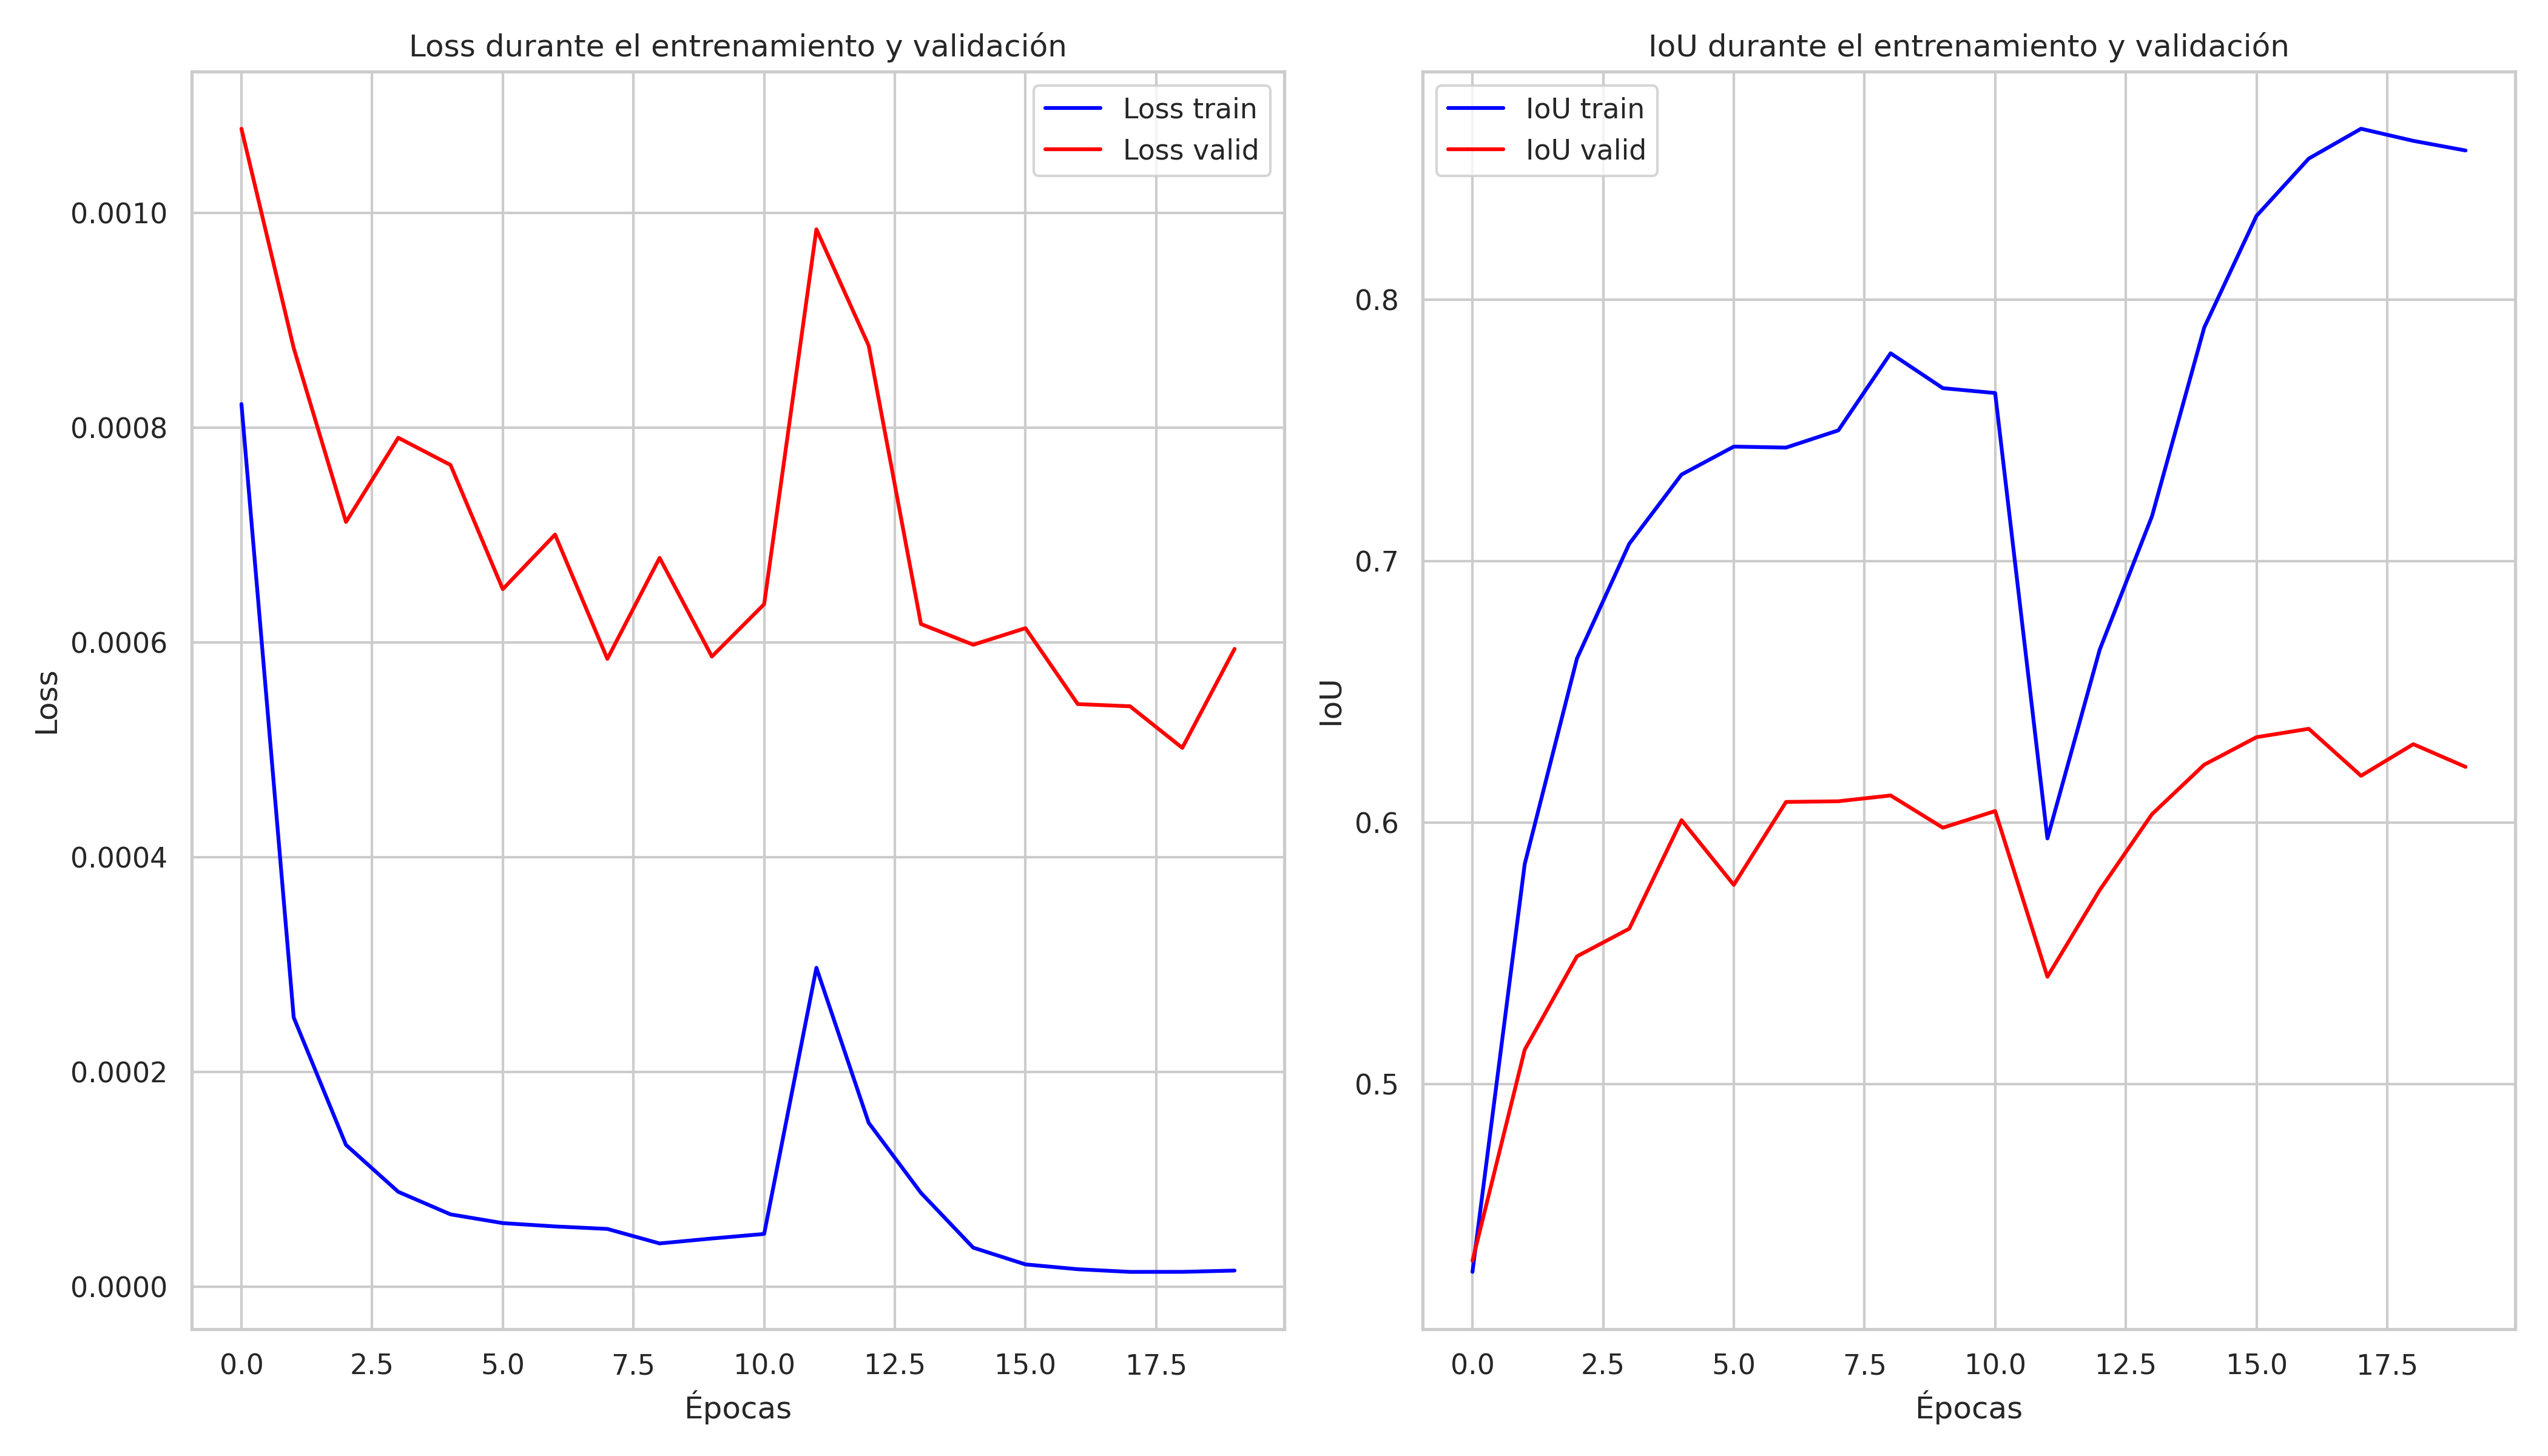 Loss durante el entrenamiento y validación
Loss train
Loss valid
0.0010
0.0008
0.0006
0.0004
0.0002
0.0000
Loss
0.0 2.5 5.0 7.5 10.0 12.5 15.0 17.5
Épocas
IoU durante el entrenamiento y validación
IoU train
IoU valid
0.8
0.7
0.6
0.5
IoU
0.0 2.5 5.0 7.5 10.0 12.5 15.0 17.5
Épocas